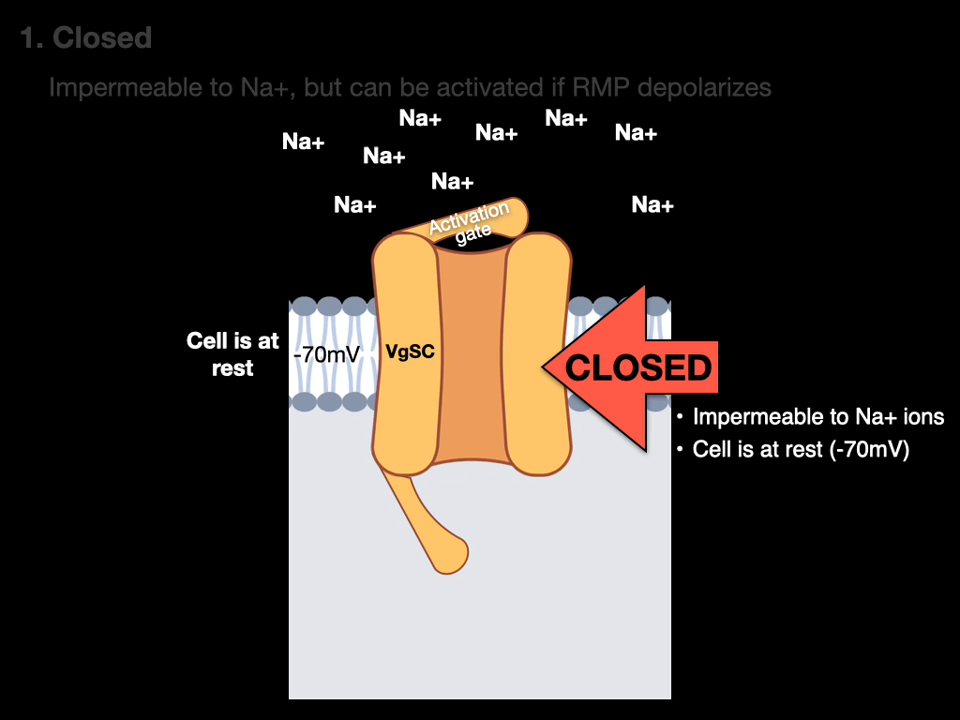 1. Closed
Impermeable to Na+, but can be activated if RMP depolarizes
Na+
Na+
Na+
Na+
Na+
Na+
Na+
Na+
Na+
Activation
gate
Cell is at
rest
-70mV
VgSC
CLOSED
• Impermeable to Na+ ions
• Cell is at rest (-70mV)